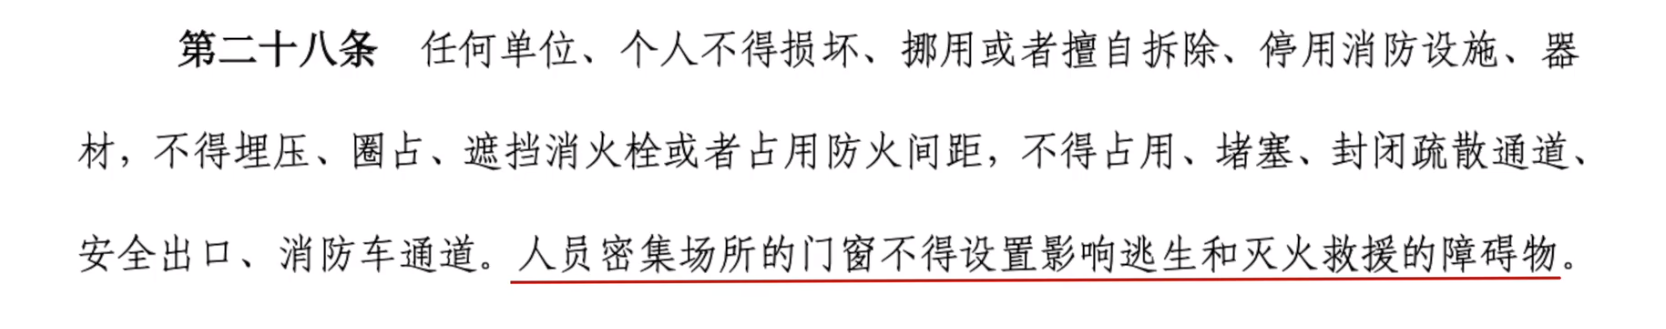 第二十八条 任何单位、个人不得损坏、挪用或者擅自拆除、停用消防设施、器
材，不得埋压、圈占、遮挡消火栓或者占用防火间距，不得占用、堵塞、封闭疏散通道、
安全出口、消防车通道。人员密集场所的门窗不得设置影响逃生和灭火救援的障碍物。